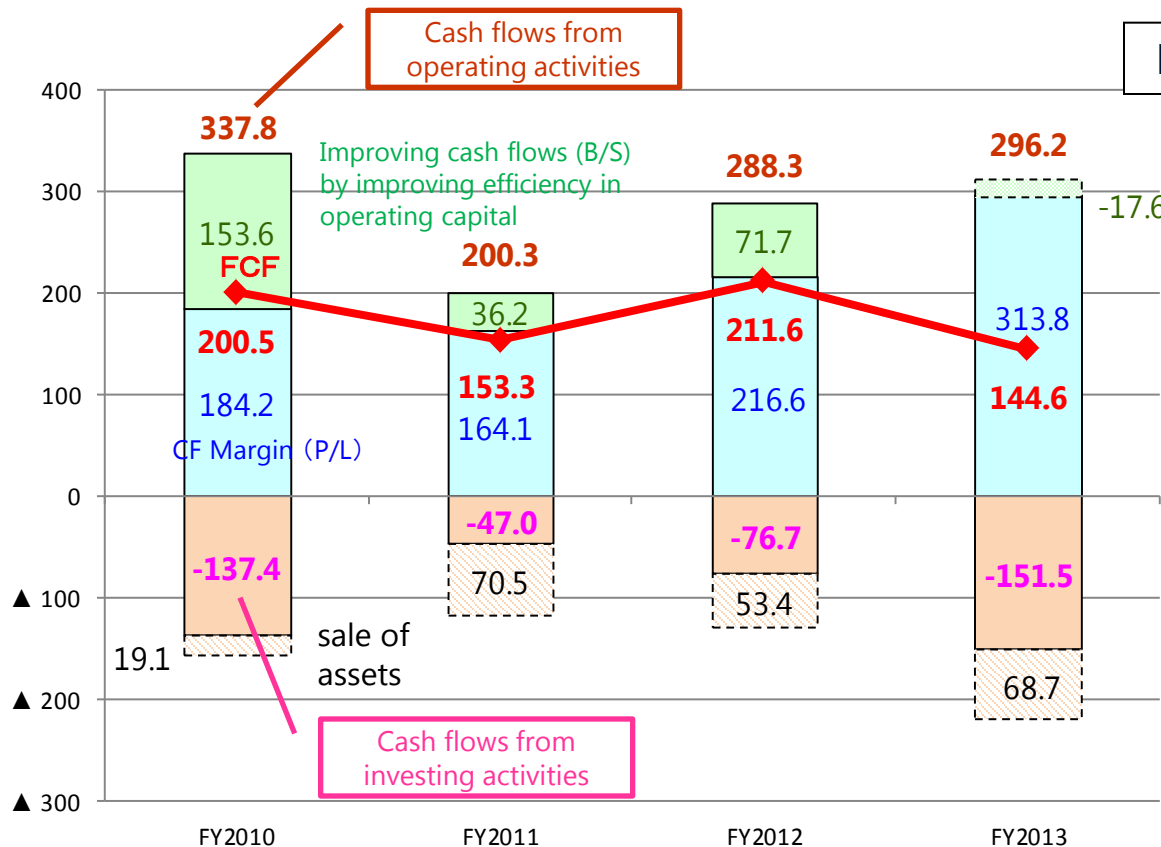 Cash flows from
operating activities
400
337.8
Improving cash flows (B/S)
by improving efficiency in
operating capital
288.3
296.2
300
-17.6
153.6
FCF
200.3
71.7
200
36.2
313.8
200.5
153.3
211.6
144.6
100
184.2
164.1
216.6
CF Margin（P/L）
0
-137.4
-47.0
-76.7
-151.5
▲ 100
70.5
53.4
19.1
sale of
assets
68.7
▲ 200
Cash flows from
investing activities
▲ 300
FY2010
FY2011
FY2012
FY2013